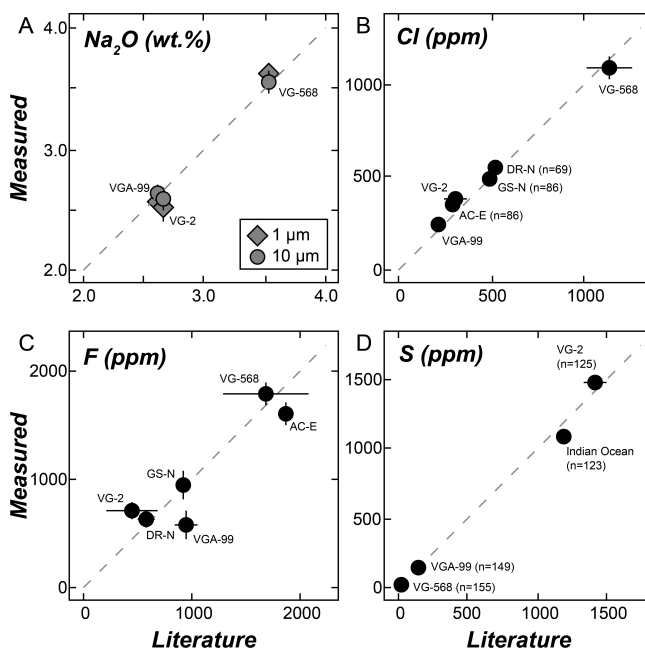 A
Na2O (wt.%)
4.0
3.0
2.0
2.0
3.0
4.0
Measured
VG-568
VGA-99
VG-2
1 µm
10 µm
B
Cl (ppm)
1000
500
0
0
500
1000
VG-568
DR-N (n=69)
GS-N (n=86)
VG-2
AC-E (n=86)
VGA-99
C
F (ppm)
2000
1000
0
0
1000
2000
Measured
Literature
VG-568
AC-E
GS-N
VG-2
DR-N
VGA-99
D
S (ppm)
1500
1000
500
0
0
500
1000
1500
Literature
VG-2
(n=125)
Indian Ocean
(n=123)
VGA-99 (n=149)
VG-568 (n=155)